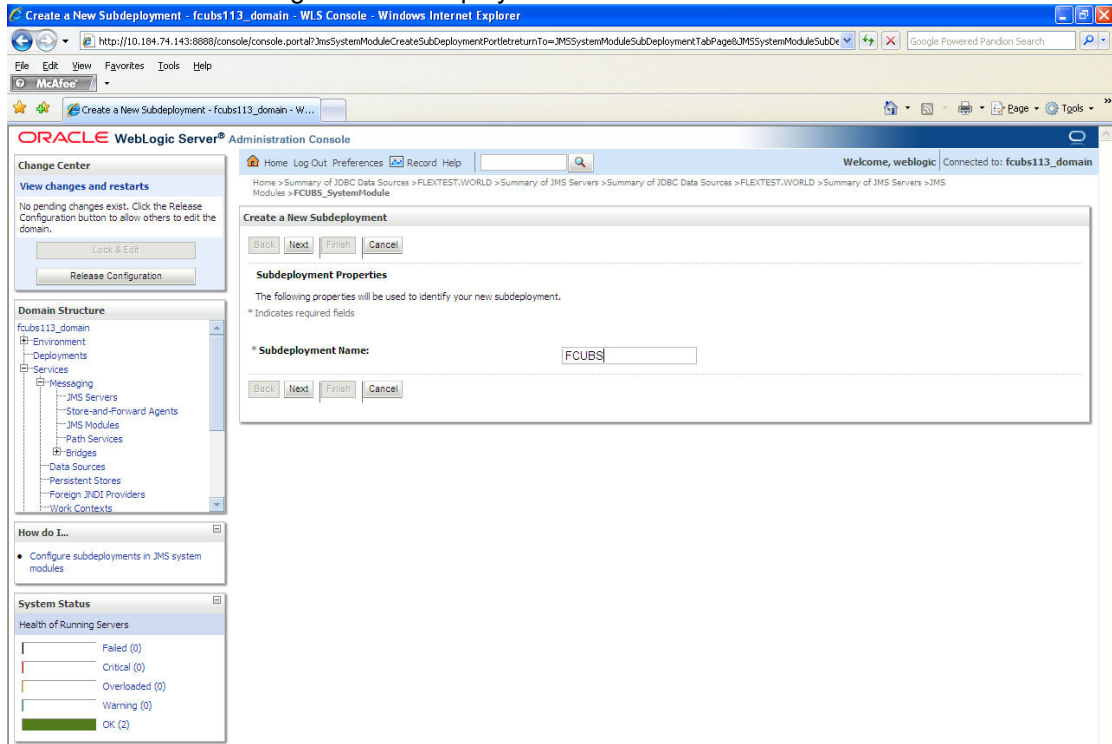 Create a New Subdeployment - fcubs113_domain - WLS Console - Windows Internet Explorer
http://10.184.74.143:8888/console/console.portal?JmsSystemModuleCreateSubDeploymentPortletreturnTo=JMSSystemModuleSubDeploymentTabPage&JMSSystemModuleSubDe
Google Powered Pandion Search
File Edit View Favorites Tools Help
McAfee
Create a New Subdeployment - fcubs113_domain - W...
Page Tools
ORACLE WebLogic Server® Administration Console
Change Center
View changes and restarts
No pending changes exist. Click the Release
Configuration button to allow others to edit the
domain.
Lock & Edit
Release Configuration
Domain Structure
fcubs113_domain
Environment
Deployments
Services
Messaging
JMS Servers
Store-and-Forward Agents
JMS Modules
Path Services
Bridges
Data Sources
Persistent Stores
Foreign JNDI Providers
Work Contexts
How do I...
Configure subdeployments in JMS system
modules
System Status
Health of Running Servers
Failed (0)
Critical (0)
Overloaded (0)
Warning (0)
OK (2)
Home Log Out Preferences Record Help
Welcome, weblogic Connected to: fcubs113_domain
Home >Summary of JDBC Data Sources >FLEXTEST.WORLD >Summary of JMS Servers >Summary of JDBC Data Sources >FLEXTEST.WORLD >Summary of JMS Servers >JMS
Modules >FCUBS_SystemModule
Create a New Subdeployment
Back Next Finish Cancel
Subdeployment Properties
The following properties will be used to identify your new subdeployment.
* Indicates required fields
* Subdeployment Name: FCUBS
Back Next Finish Cancel